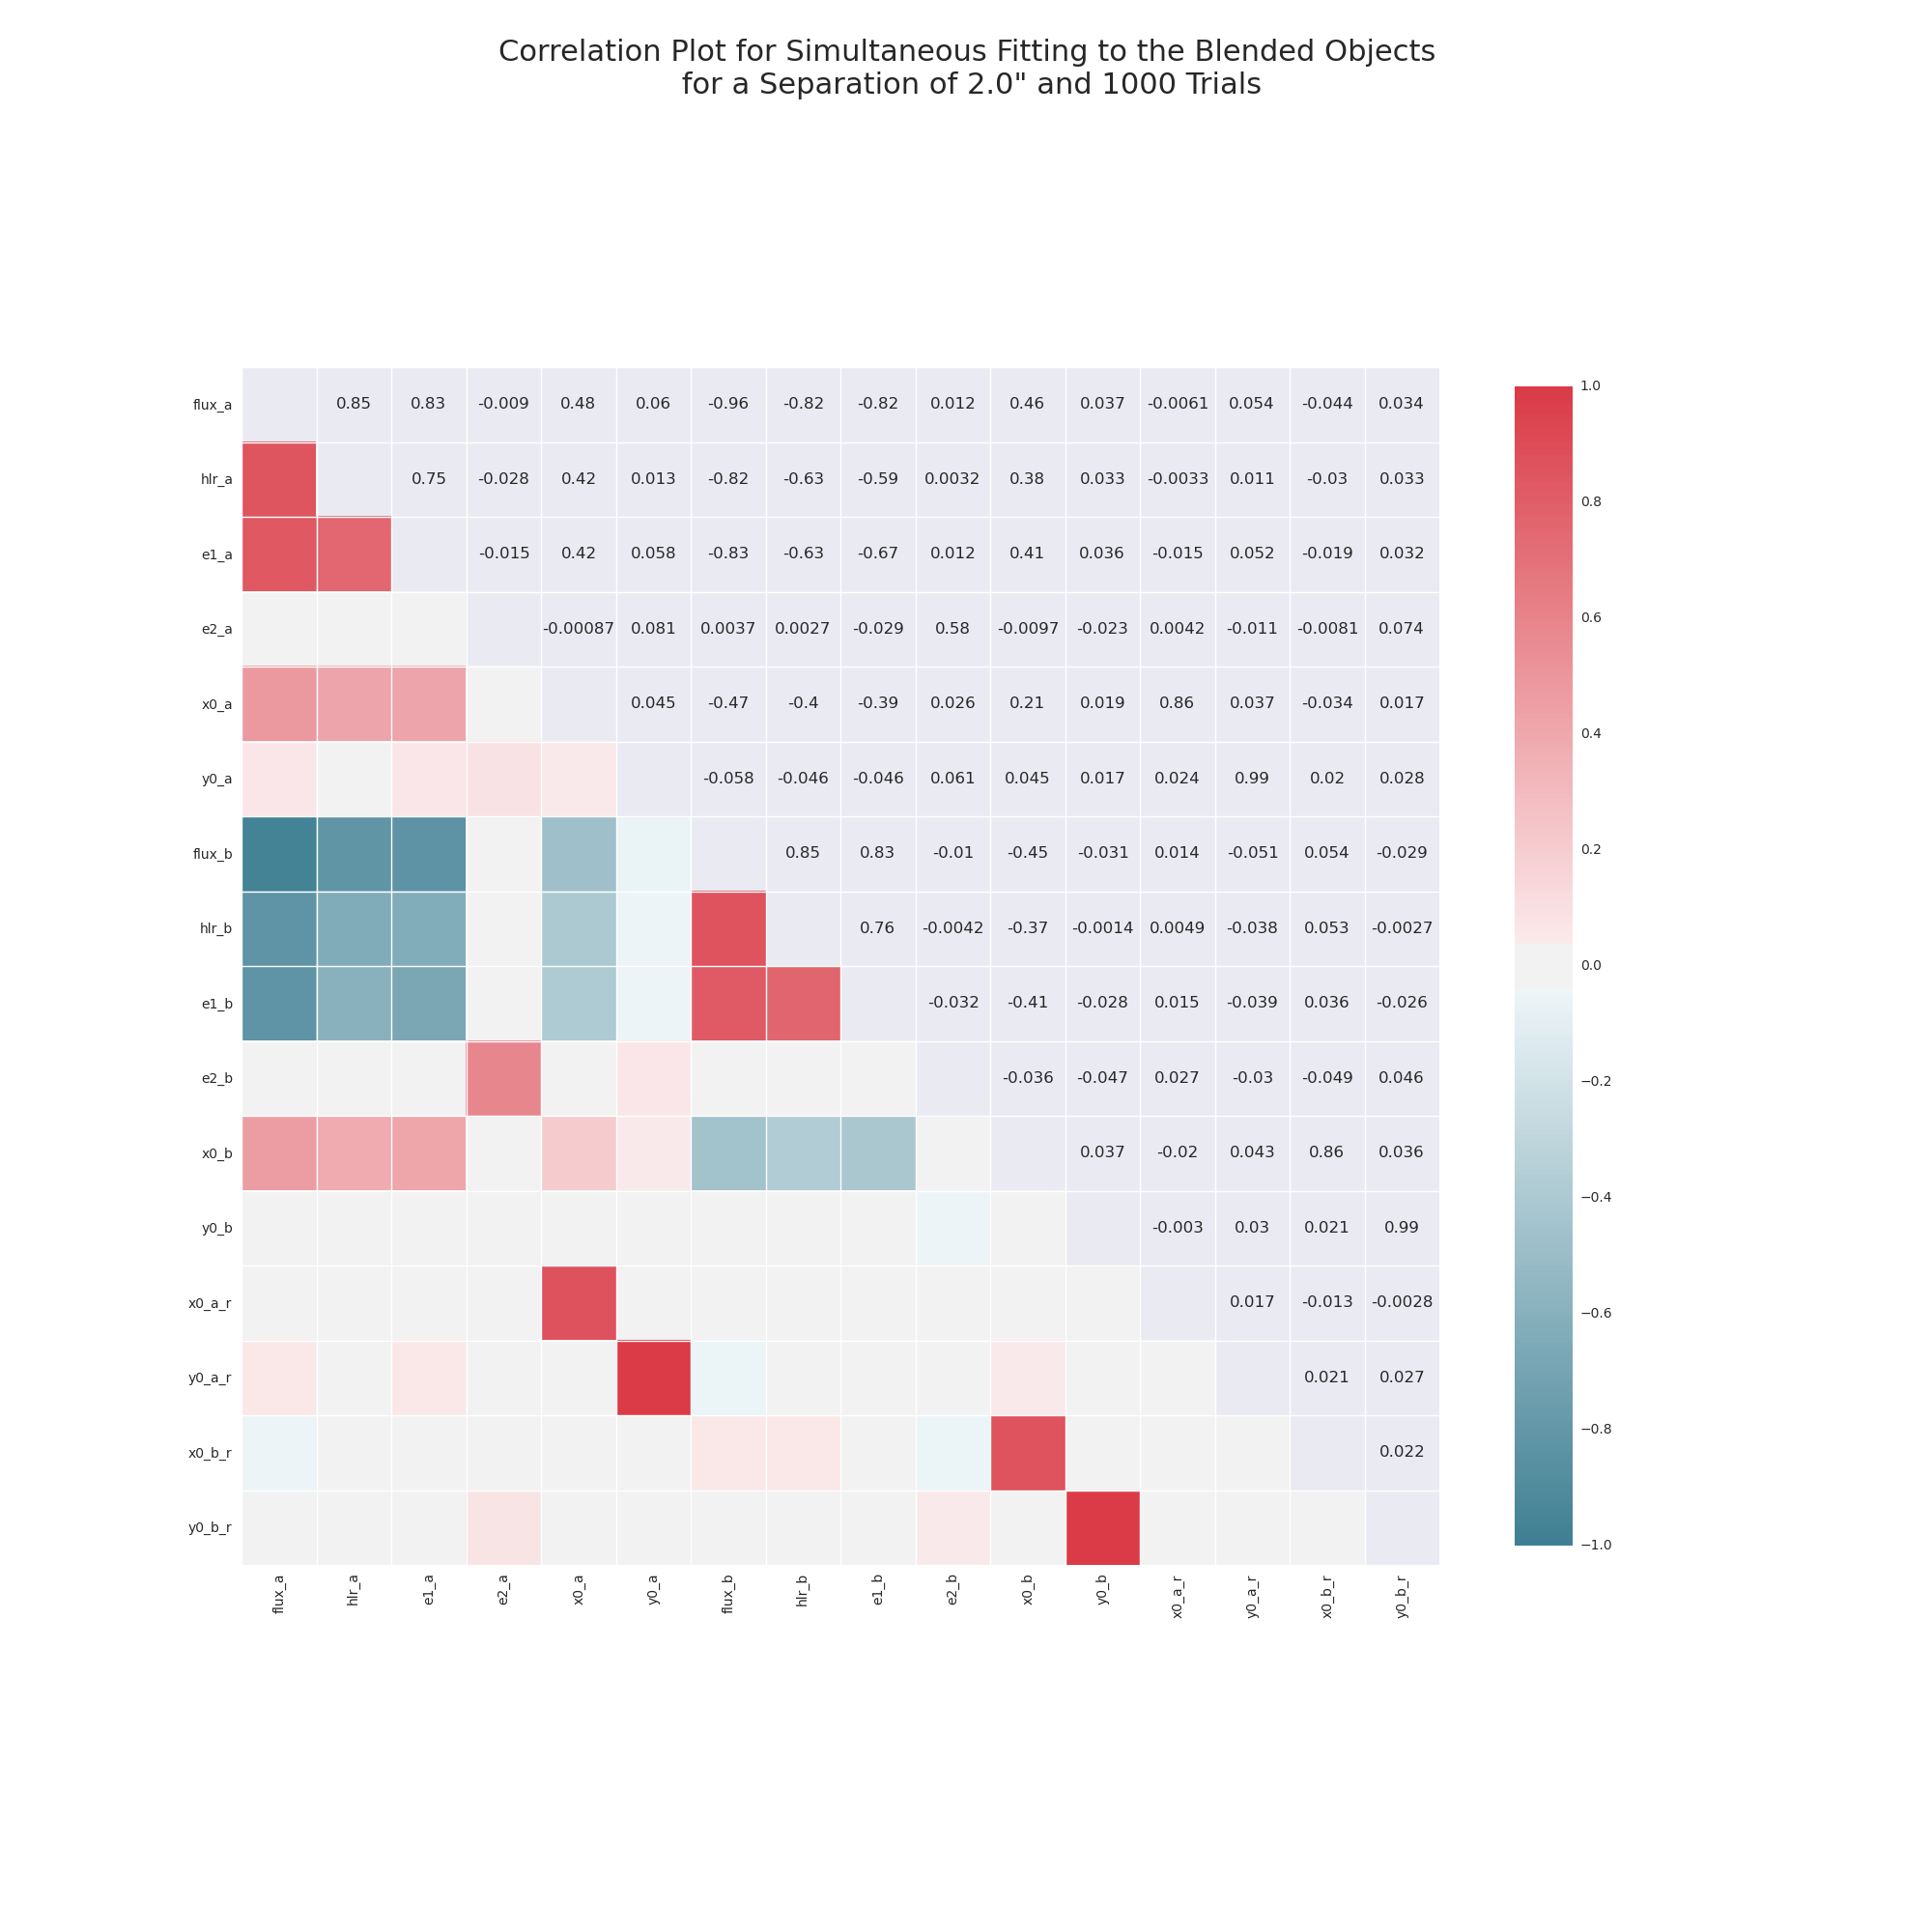 Correlation Plot for Simultaneous Fitting to the Blended Objects
for a Separation of 2.0" and 1000 Trials
flux_a 0.85 0.83 -0.009 0.48 0.06 -0.96 -0.82 -0.82 0.012 0.46 0.037 -0.0061 0.054 -0.044 0.034
hlr_a 0.75 -0.028 0.42 0.013 -0.82 -0.63 -0.59 0.0032 0.38 0.033 -0.0033 0.011 -0.03 0.033
e1_a -0.015 0.42 0.058 -0.83 -0.63 -0.67 0.012 0.41 0.036 -0.015 0.052 -0.019 0.032
e2_a -0.00087 0.081 0.0037 0.0027 -0.029 0.58 -0.0097 -0.023 0.0042 -0.011 -0.0081 0.074
x0_a 0.045 -0.47 -0.4 -0.39 0.026 0.21 0.019 0.86 0.037 -0.034 0.017
y0_a -0.058 -0.046 -0.046 0.061 0.045 0.017 0.024 0.99 0.02 0.028
flux_b 0.85 0.83 -0.01 -0.45 -0.031 0.014 -0.051 0.054 -0.029
hlr_b 0.76 -0.0042 -0.37 -0.0014 0.0049 -0.038 0.053 -0.0027
e1_b -0.032 -0.41 -0.028 0.015 -0.039 0.036 -0.026
e2_b -0.036 -0.047 0.027 -0.03 -0.049 0.046
x0_b 0.037 -0.02 0.043 0.86 0.036
y0_b -0.003 0.03 0.021 0.99
x0_a_r 0.017 -0.013 -0.0028
y0_a_r 0.021 0.027
x0_b_r 0.022
y0_b_r
flux_a hlr_a e1_a e2_a x0_a y0_a flux_b hlr_b e1_b e2_b x0_b y0_b x0_a_r y0_a_r x0_b_r y0_b_r
1.0
0.8
0.6
0.4
0.2
0.0
−0.2
−0.4
−0.6
−0.8
−1.0